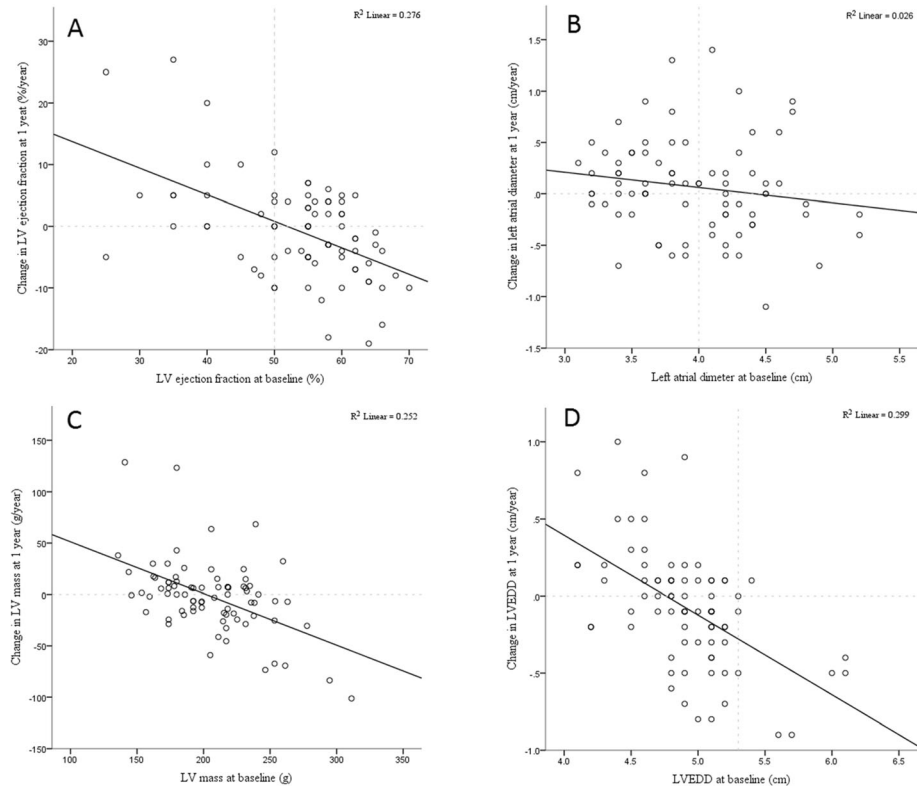 A
R² Linear = 0.276
Change in LV ejection fraction at 1 yeat (%/year)
30
20
10
0
-10
-20
20 30 40 50 60 70
LV ejection fraction at baseline (%)
B
R² Linear = 0.026
Change in left atrial diameter at 1 year (cm/year)
1.5
1.0
.5
.0
-0.5
-1.0
-1.5
3.0 3.5 4.0 4.5 5.0 5.5
Left atrial dimeter at baseline (cm)
C
R² Linear = 0.252
Change in LV mass at 1 year (g/year)
150
100
50
0
-50
-100
-150
100 150 200 250 300 350
LV mass at baseline (g)
D
R² Linear = 0.299
Change in LVEDD at 1 year (cm/year)
1.0
.5
.0
-0.5
-1.0
4.0 4.5 5.0 5.5 6.0 6.5
LVEDD at baseline (cm)